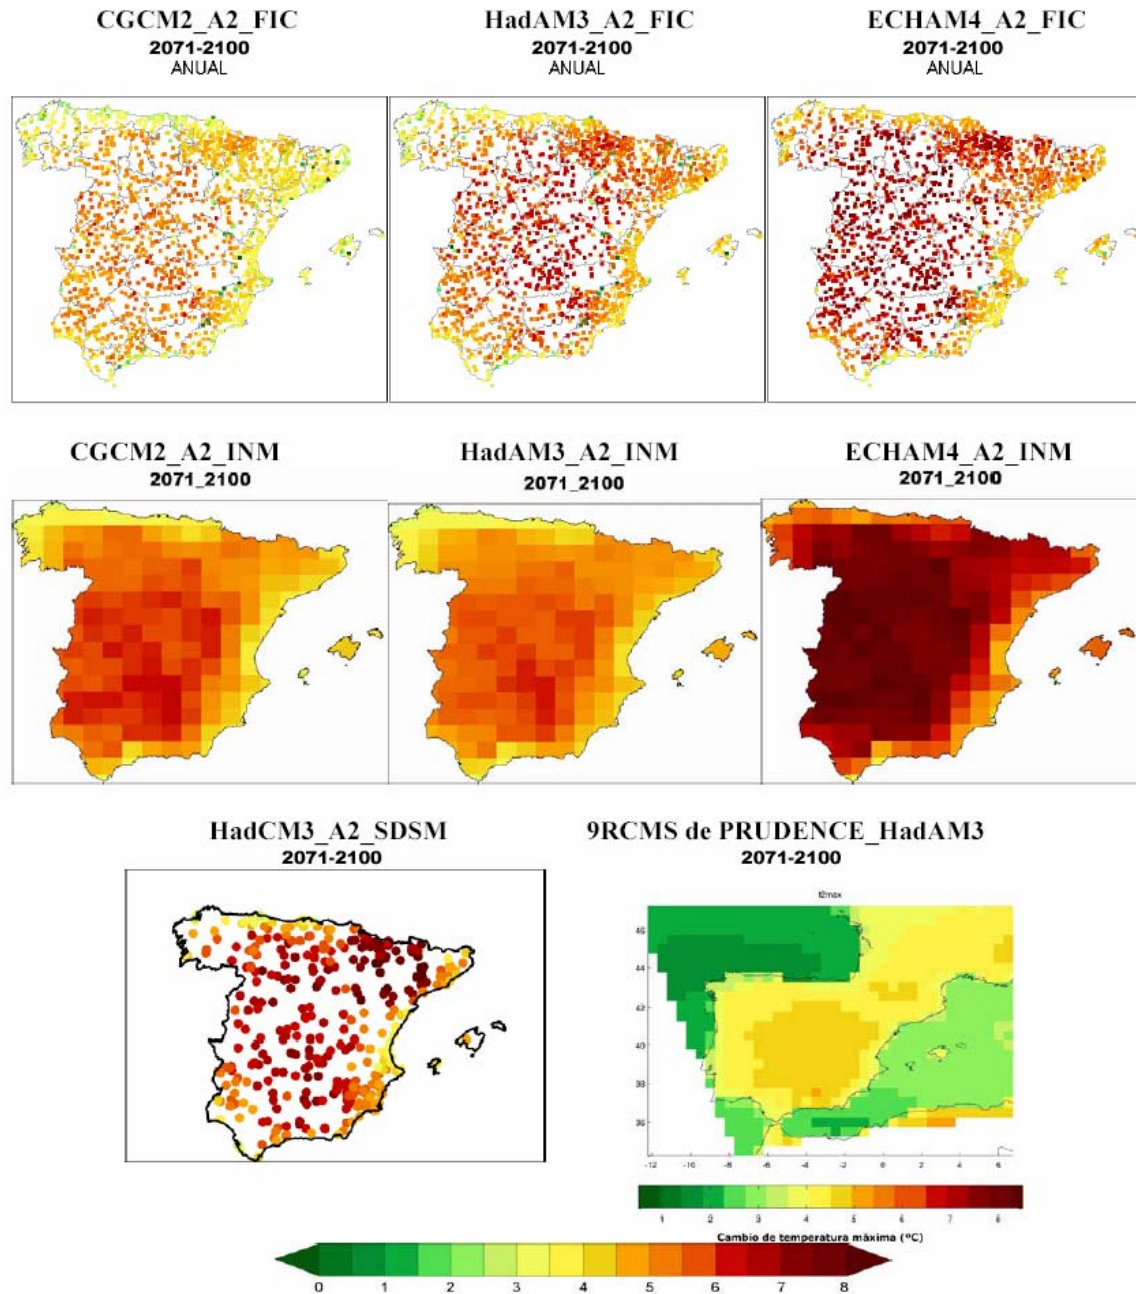 CGCM2_A2_FIC
2071-2100
ANUAL
HadAM3_A2_FIC
2071-2100
ANUAL
ECHAM4_A2_FIC
2071-2100
ANUAL
CGCM2_A2_INM
2071_2100
HadAM3_A2_INM
2071_2100
ECHAM4_A2_INM
2071_2100
HadCM3_A2_SDSM
2071-2100
9RCMS de PRUDENCE_HadAM3
2071-2100
t2max
46
44
42
40
38
36
-12 -10 -8 -6 -4 -2 0 2 4 6
1 2 3 4 5 6 7 8
Cambio de temperatura máxima (ºC)
0 1 2 3 4 5 6 7 8